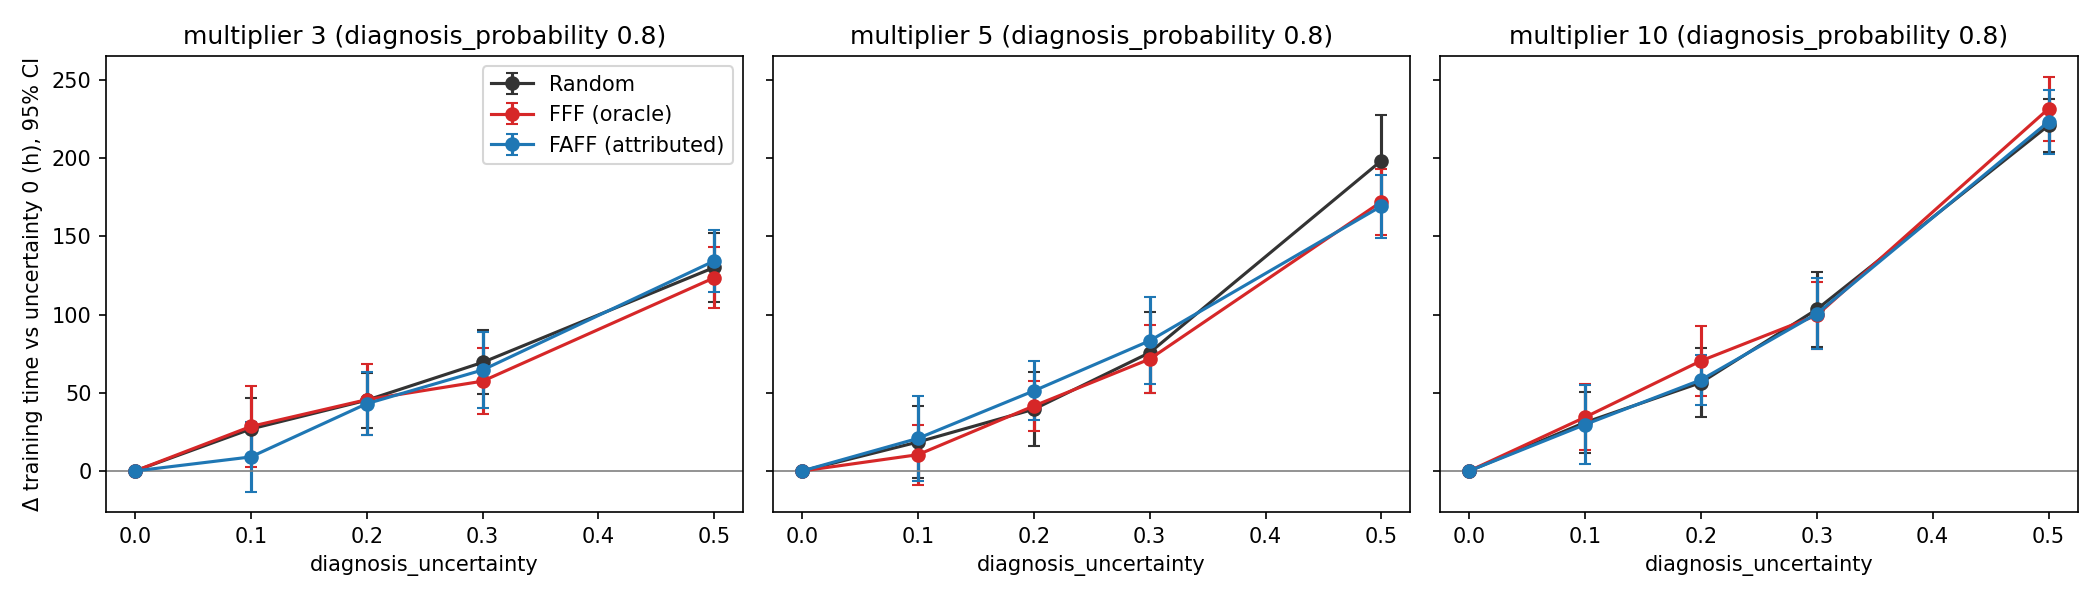 multiplier 3 (diagnosis_probability 0.8)
multiplier 5 (diagnosis_probability 0.8)
multiplier 10 (diagnosis_probability 0.8)
Δ training time vs uncertainty 0 (h), 95% CI
250
200
150
100
50
0
Random
FFF (oracle)
FAFF (attributed)
0.0 0.1 0.2 0.3 0.4 0.5
0.0 0.1 0.2 0.3 0.4 0.5
0.0 0.1 0.2 0.3 0.4 0.5
diagnosis_uncertainty
diagnosis_uncertainty
diagnosis_uncertainty